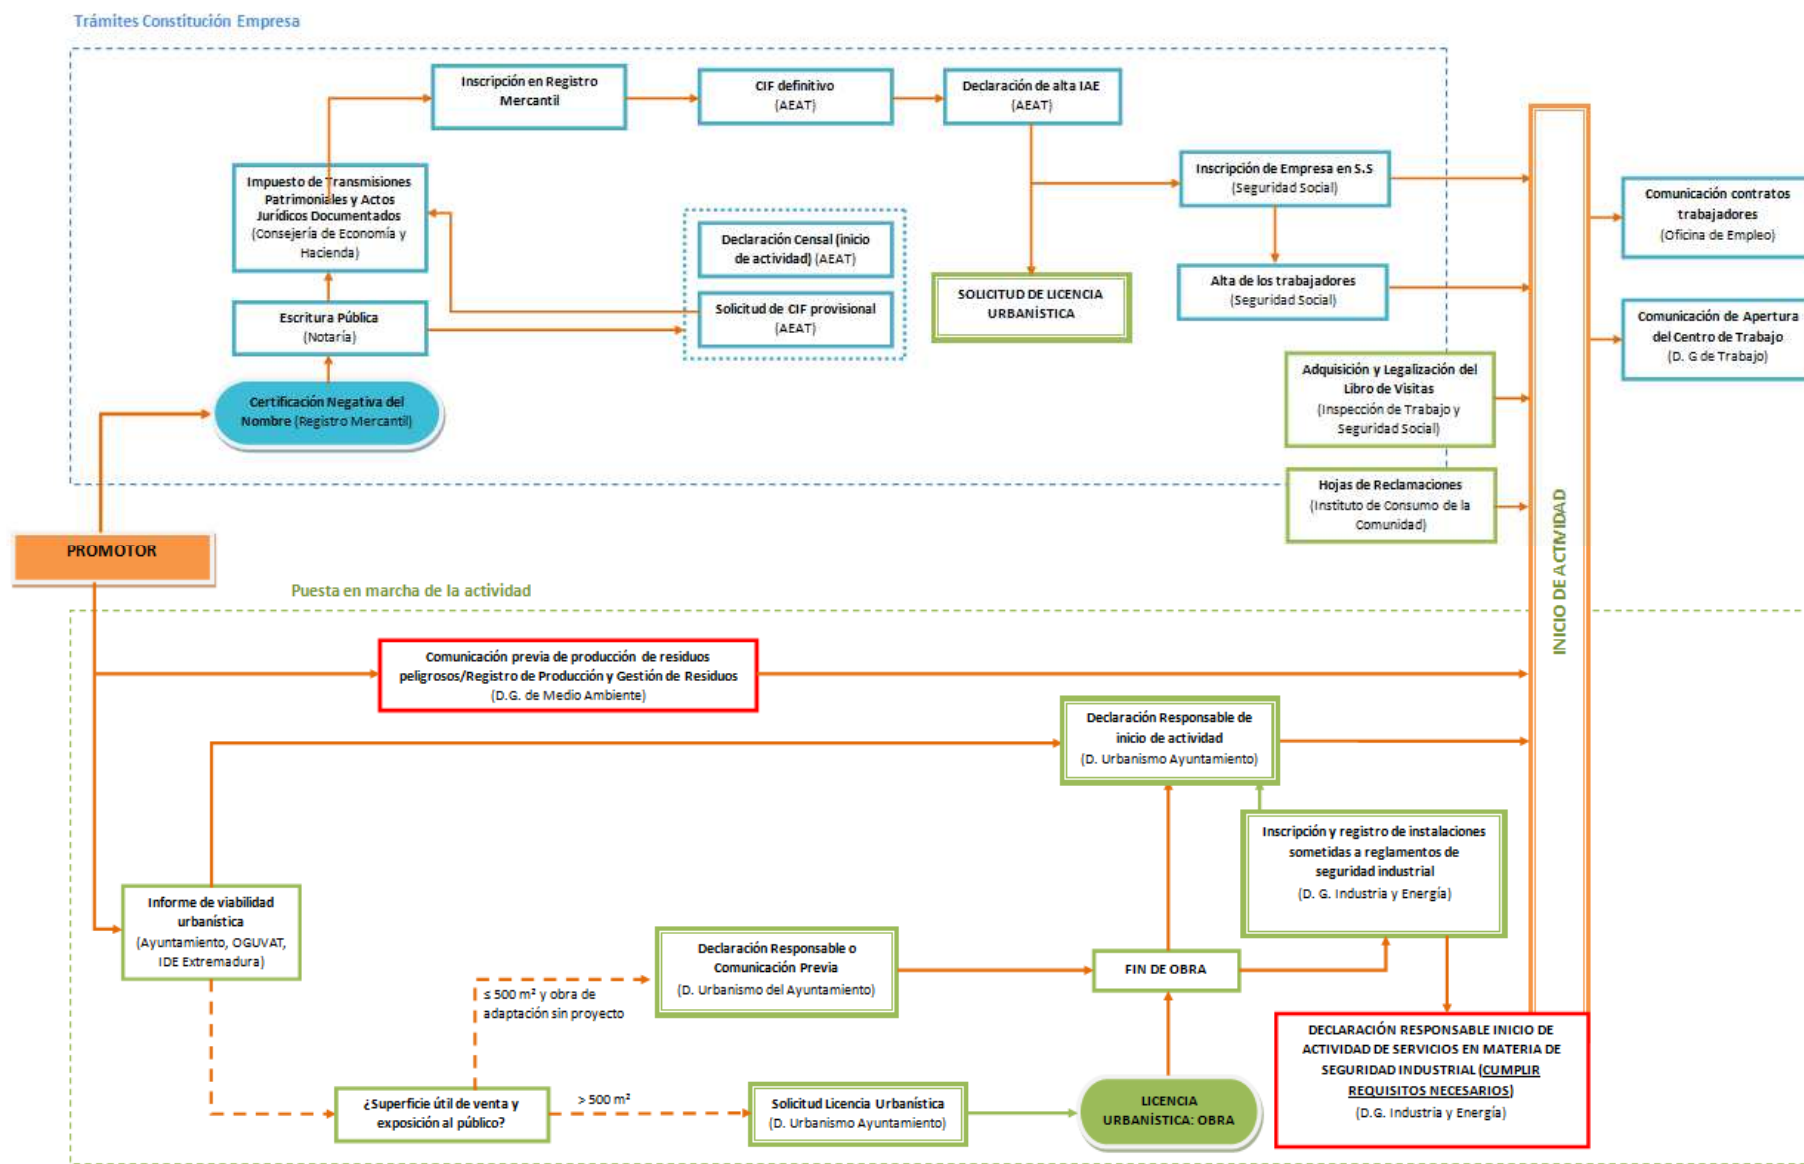 Trámites Constitución Empresa
Inscripción en Registro
Mercantil
CIF definitivo
(AEAT)
Declaración de alta IAE
(AEAT)
Impuesto de Transmisiones
Patrimoniales y Actos
Jurídicos Documentados
(Consejería de Economía y
Hacienda)
Inscripción de Empresa en S.S
(Seguridad Social)
Comunicación contratos
trabajadores
(Oficina de Empleo)
Declaración Censal (inicio
de actividad) (AEAT)
Solicitud de CIF provisional
(AEAT)
SOLICITUD DE LICENCIA
URBANÍSTICA
Alta de los trabajadores
(Seguridad Social)
Escritura Pública
(Notaría)
Comunicación de Apertura
del Centro de Trabajo
(D. G de Trabajo)
Certificación Negativa del
Nombre (Registro Mercantil)
Adquisición y Legalización del
Libro de Visitas
(Inspección de Trabajo y
Seguridad Social)
Hojas de Reclamaciones
(Instituto de Consumo de la
Comunidad)
INICIO DE ACTIVIDAD
PROMOTOR
Puesta en marcha de la actividad
Comunicación previa de producción de residuos
peligrosos/Registro de Producción y Gestión de Residuos
(D.G. de Medio Ambiente)
Declaración Responsable de
inicio de actividad
(D. Urbanismo Ayuntamiento)
Inscripción y registro de instalaciones
sometidas a reglamentos de
seguridad industrial
(D. G. Industria y Energía)
Informe de viabilidad
urbanística
(Ayuntamiento, OGUVAT,
IDE Extremadura)
Declaración Responsable o
Comunicación Previa
(D. Urbanismo del Ayuntamiento)
FIN DE OBRA
≤ 500 m² y obra de
adaptación sin proyecto
DECLARACIÓN RESPONSABLE INICIO DE
ACTIVIDAD DE SERVICIOS EN MATERIA DE
SEGURIDAD INDUSTRIAL (CUMPLIR
REQUISITOS NECESARIOS)
(D.G. Industria y Energía)
¿Superficie útil de venta y
exposición al público?
> 500 m²
Solicitud Licencia Urbanística
(D. Urbanismo Ayuntamiento)
LICENCIA
URBANÍSTICA: OBRA